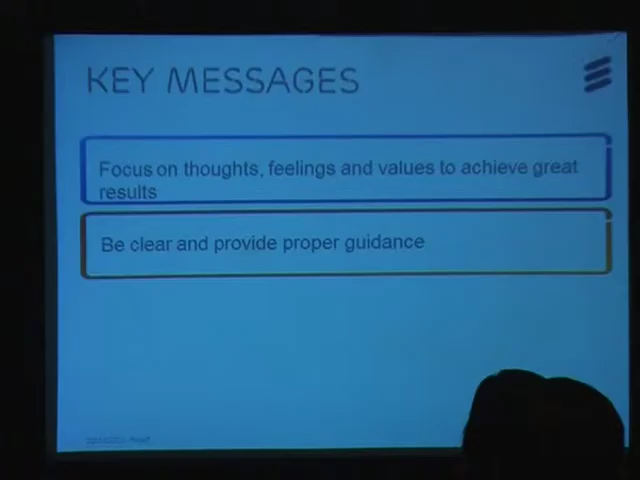 KEY MESSAGES
Focus on thoughts, feelings and values to achieve great
results
Be clear and provide proper guidance